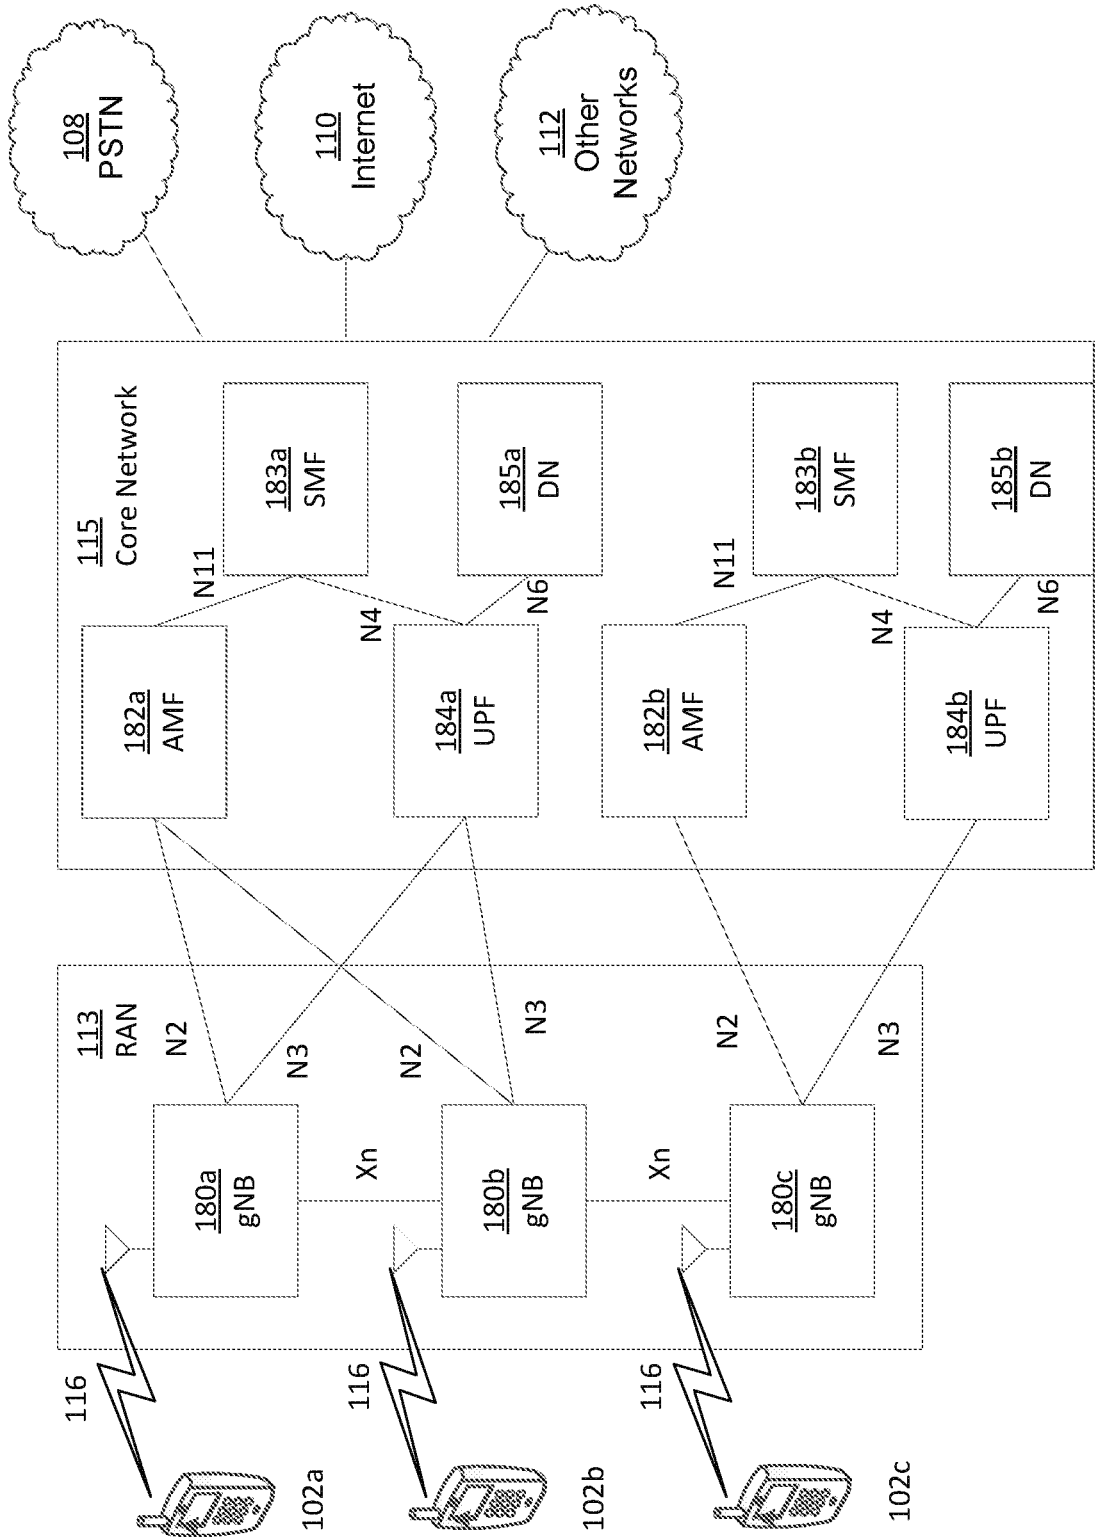 102a
116
113
RAN
180a
gNB
N2
N3
Xn
102b
116
180b
gNB
N2
N3
Xn
102c
116
180c
gNB
N2
N3
115
Core Network
182a
AMF
N11
183a
SMF
184a
UPF
N4
N6
185a
DN
182b
AMF
N11
183b
SMF
184b
UPF
N4
N6
185b
DN
108
PSTN
110
Internet
112
Other
Networks